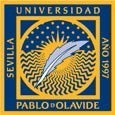 UNIVERSIDAD
SEVILLA
AÑO 1997
PABLO DE OLAVIDE